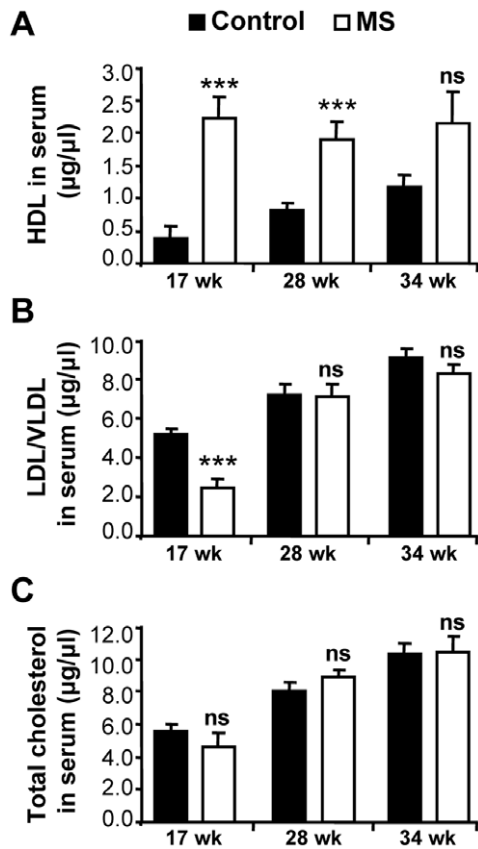 A
Control MS
HDL in serum
(µg/µl)
3.0
2.5
2.0
1.5
1.0
0.5
0.0
***
***
ns
17 wk 28 wk 34 wk
B
LDL/VLDL
in serum (µg/µl)
10.0
8.0
6.0
4.0
2.0
0.0
***
ns
ns
17 wk 28 wk 34 wk
C
Total cholesterol
in serum (µg/µl)
12.0
10.0
8.0
6.0
4.0
2.0
0.0
ns
ns
ns
17 wk 28 wk 34 wk